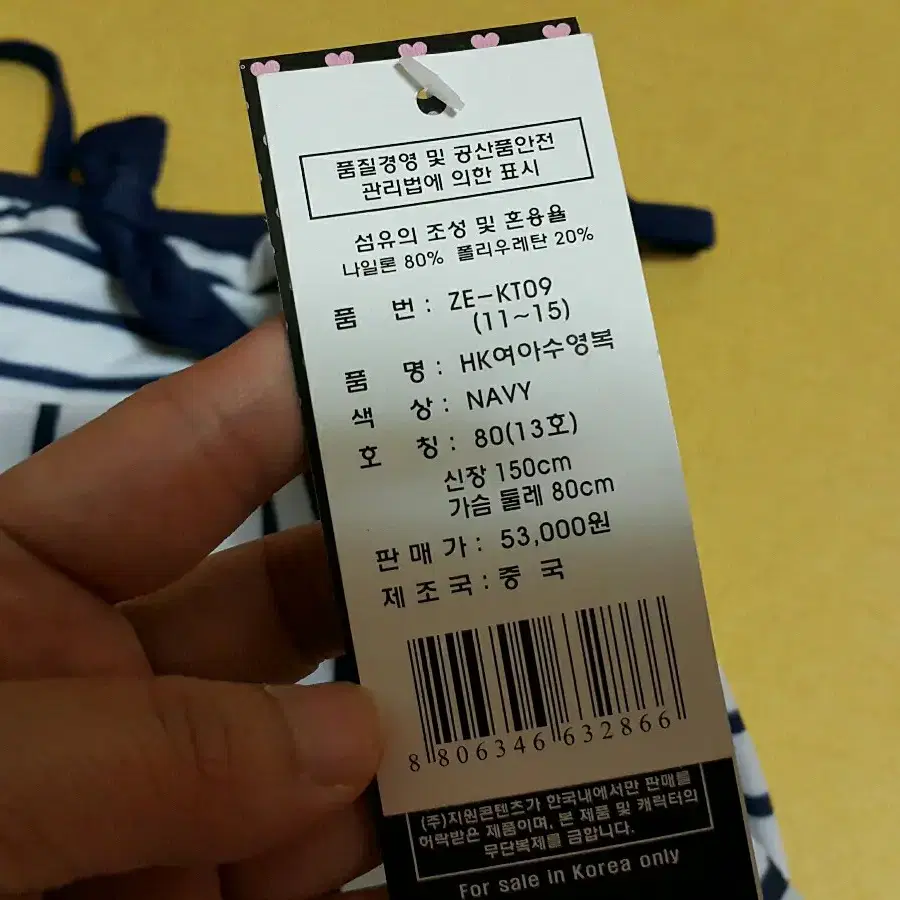 품질경영 및 공산품안전
관리법에 의한 표시
섬유의 조성 및 혼용율
나일론 80% 폴리우레탄 20%
품 번 : ZE-KT09
(11~15)
품 명 : HK여아수영복
색 상 : NAVY
호 칭 : 80(13호)
신장 150cm
가슴 둘레 80cm
판 매 가 : 53,000원
제 조 국 : 중 국
8 806346 632866
(주)지원콘텐츠가 한국내에서만 판매를
허락받은 제품이며, 본 제품 및 캐릭터의
무단복제를 금합니다.
For sale in Korea only